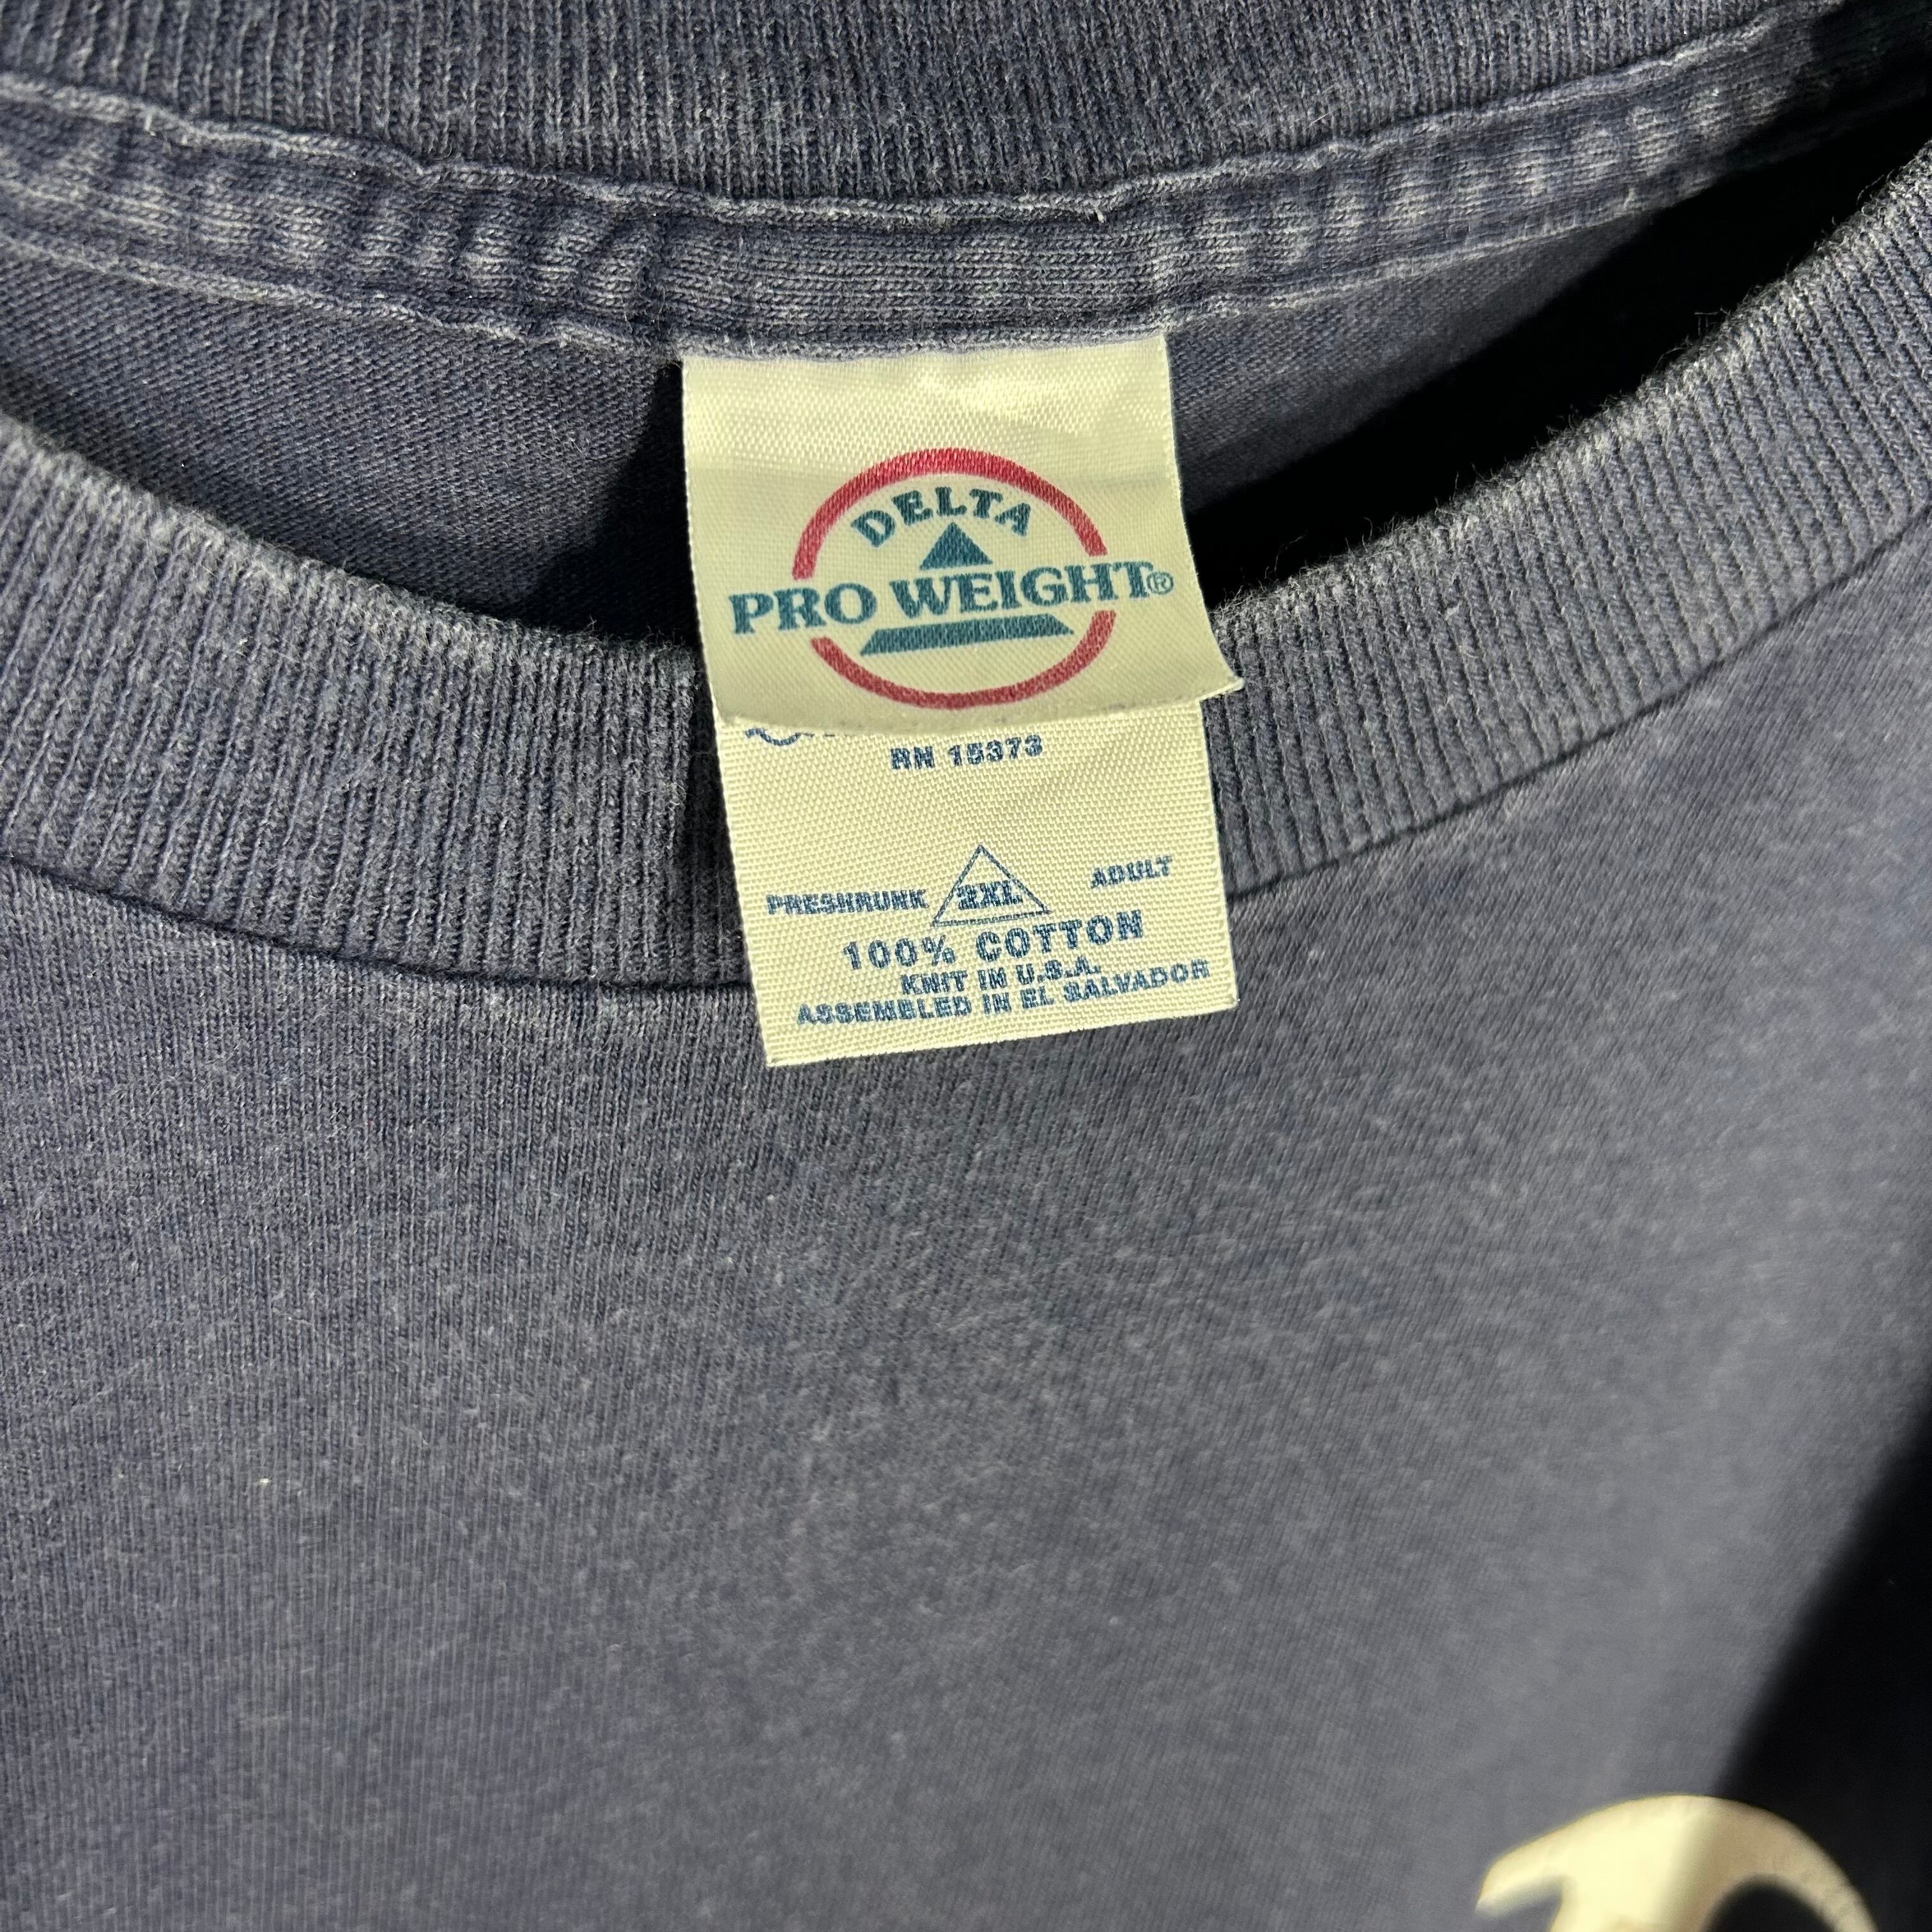 DELTA
PRO WEIGHT®
RN 15373
PRESHRUNK 2XL ADULT
100% COTTON
KNIT IN U.S.A.
ASSEMBLED IN EL SALVADOR